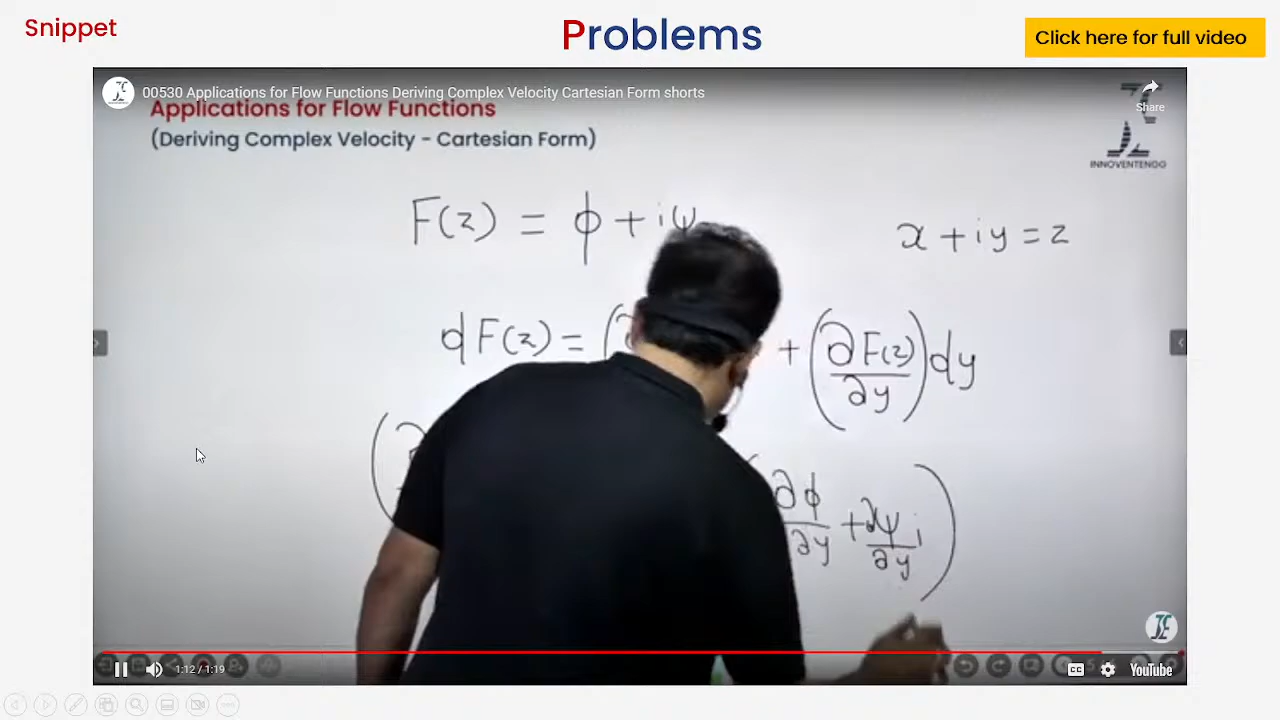 Snippet
Problems
Click here for full video
00530 Applications for Flow Functions Deriving Complex Velocity Cartesian Form shorts
Share
Applications for Flow Functions
(Deriving Complex Velocity - Cartesian Form)
INNOVENTENGG
F(z) = ϕ + iψ
x + iy = z
dF(z) = ( ∂ + (∂F(z)/∂y) dy
(∂ ∂ϕ/∂y + ∂ψ/∂y i)
1:12 / 1:19
CC
YouTube